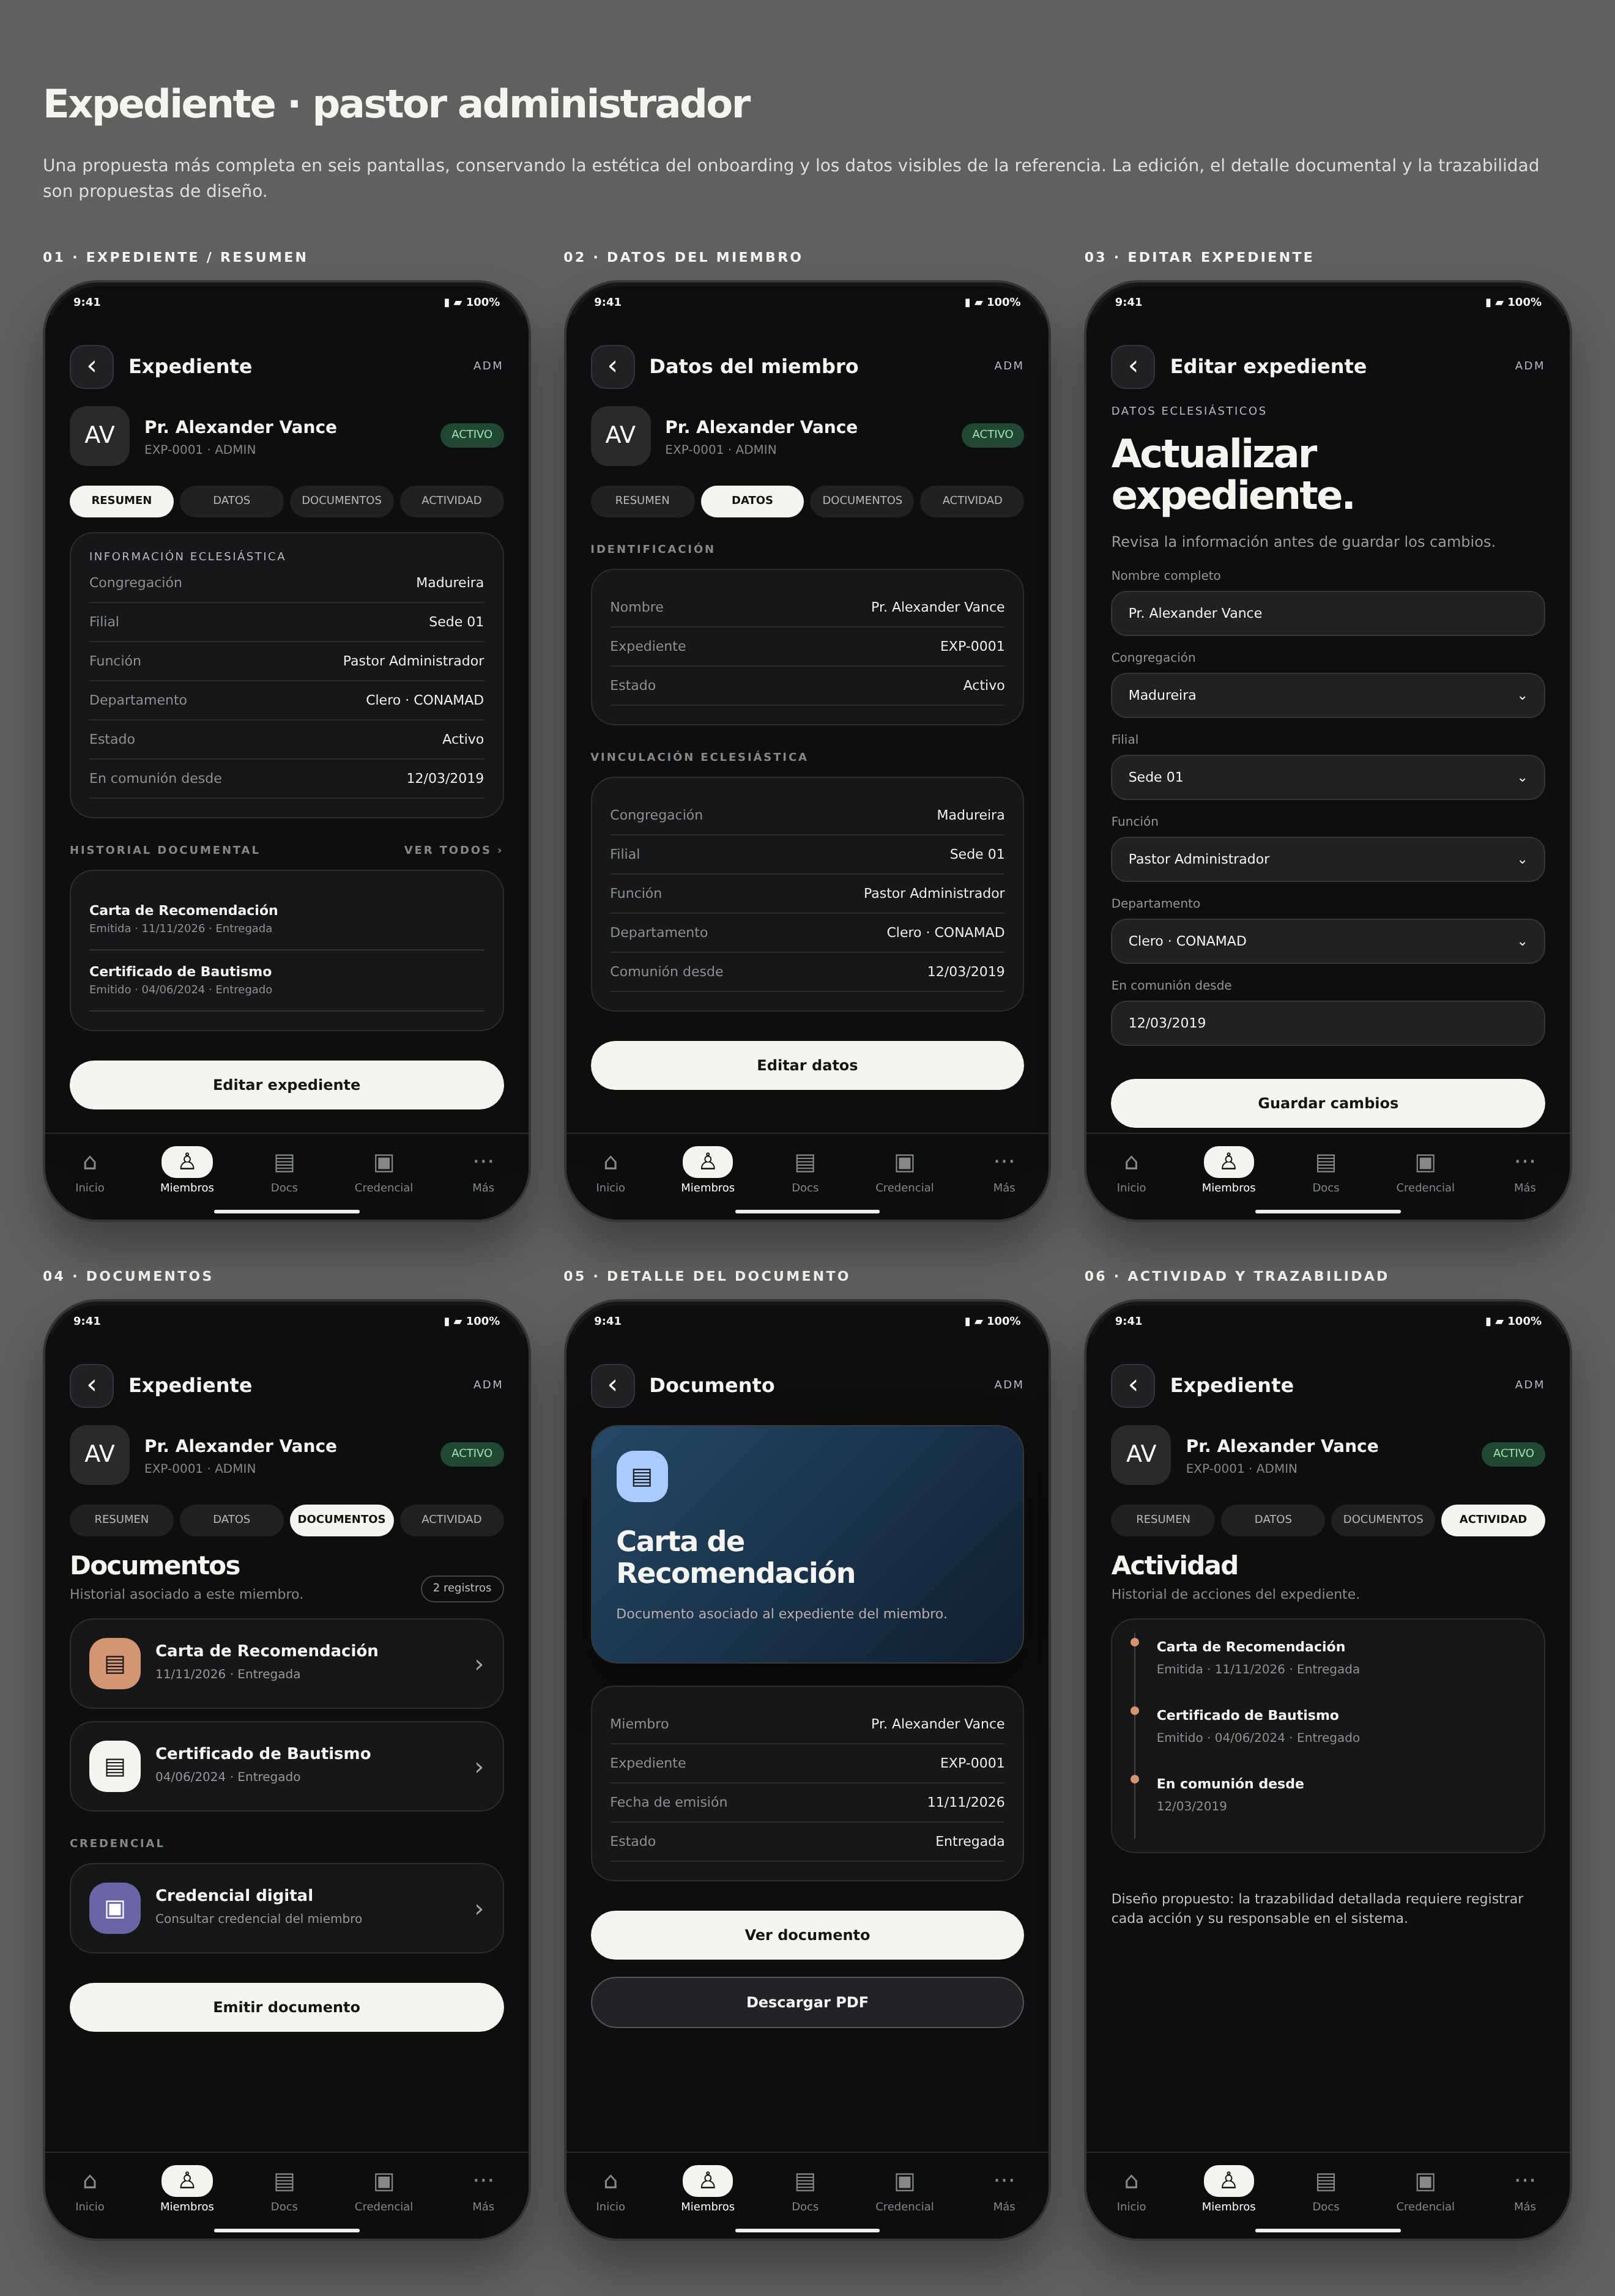 Expediente · pastor administrador
Una propuesta más completa en seis pantallas, conservando la estética del onboarding y los datos visibles de la referencia. La edición, el detalle documental y la trazabilidad
son propuestas de diseño.
01 · EXPEDIENTE / RESUMEN
9:41
100%
Expediente
ADM
AV
Pr. Alexander Vance
EXP-0001 · ADMIN
ACTIVO
RESUMEN
DATOS
DOCUMENTOS
ACTIVIDAD
INFORMACIÓN ECLESIÁSTICA
Congregación Madureira
Filial Sede 01
Función Pastor Administrador
Departamento Clero · CONAMAD
Estado Activo
En comunión desde 12/03/2019
HISTORIAL DOCUMENTAL VER TODOS ›
Carta de Recomendación
Emitida · 11/11/2026 · Entregada
Certificado de Bautismo
Emitido · 04/06/2024 · Entregado
Editar expediente
Inicio Miembros Docs Credencial Más
02 · DATOS DEL MIEMBRO
9:41
100%
Datos del miembro
ADM
AV
Pr. Alexander Vance
EXP-0001 · ADMIN
ACTIVO
RESUMEN
DATOS
DOCUMENTOS
ACTIVIDAD
IDENTIFICACIÓN
Nombre Pr. Alexander Vance
Expediente EXP-0001
Estado Activo
VINCULACIÓN ECLESIÁSTICA
Congregación Madureira
Filial Sede 01
Función Pastor Administrador
Departamento Clero · CONAMAD
Comunión desde 12/03/2019
Editar datos
Inicio Miembros Docs Credencial Más
03 · EDITAR EXPEDIENTE
9:41
100%
Editar expediente
ADM
DATOS ECLESIÁSTICOS
Actualizar
expediente.
Revisa la información antes de guardar los cambios.
Nombre completo
Pr. Alexander Vance
Congregación
Madureira
Filial
Sede 01
Función
Pastor Administrador
Departamento
Clero · CONAMAD
En comunión desde
12/03/2019
Guardar cambios
Inicio Miembros Docs Credencial Más
04 · DOCUMENTOS
9:41
100%
Expediente
ADM
AV
Pr. Alexander Vance
EXP-0001 · ADMIN
ACTIVO
RESUMEN
DATOS
DOCUMENTOS
ACTIVIDAD
Documentos
Historial asociado a este miembro.
2 registros
Carta de Recomendación
11/11/2026 · Entregada
Certificado de Bautismo
04/06/2024 · Entregado
CREDENCIAL
Credencial digital
Consultar credencial del miembro
Emitir documento
Inicio Miembros Docs Credencial Más
05 · DETALLE DEL DOCUMENTO
9:41
100%
Documento
ADM
Carta de
Recomendación
Documento asociado al expediente del miembro.
Miembro Pr. Alexander Vance
Expediente EXP-0001
Fecha de emisión 11/11/2026
Estado Entregada
Ver documento
Descargar PDF
Inicio Miembros Docs Credencial Más
06 · ACTIVIDAD Y TRAZABILIDAD
9:41
100%
Expediente
ADM
AV
Pr. Alexander Vance
EXP-0001 · ADMIN
ACTIVO
RESUMEN
DATOS
DOCUMENTOS
ACTIVIDAD
Actividad
Historial de acciones del expediente.
Carta de Recomendación
Emitida · 11/11/2026 · Entregada
Certificado de Bautismo
Emitido · 04/06/2024 · Entregado
En comunión desde
12/03/2019
Diseño propuesto: la trazabilidad detallada requiere registrar
cada acción y su responsable en el sistema.
Inicio Miembros Docs Credencial Más